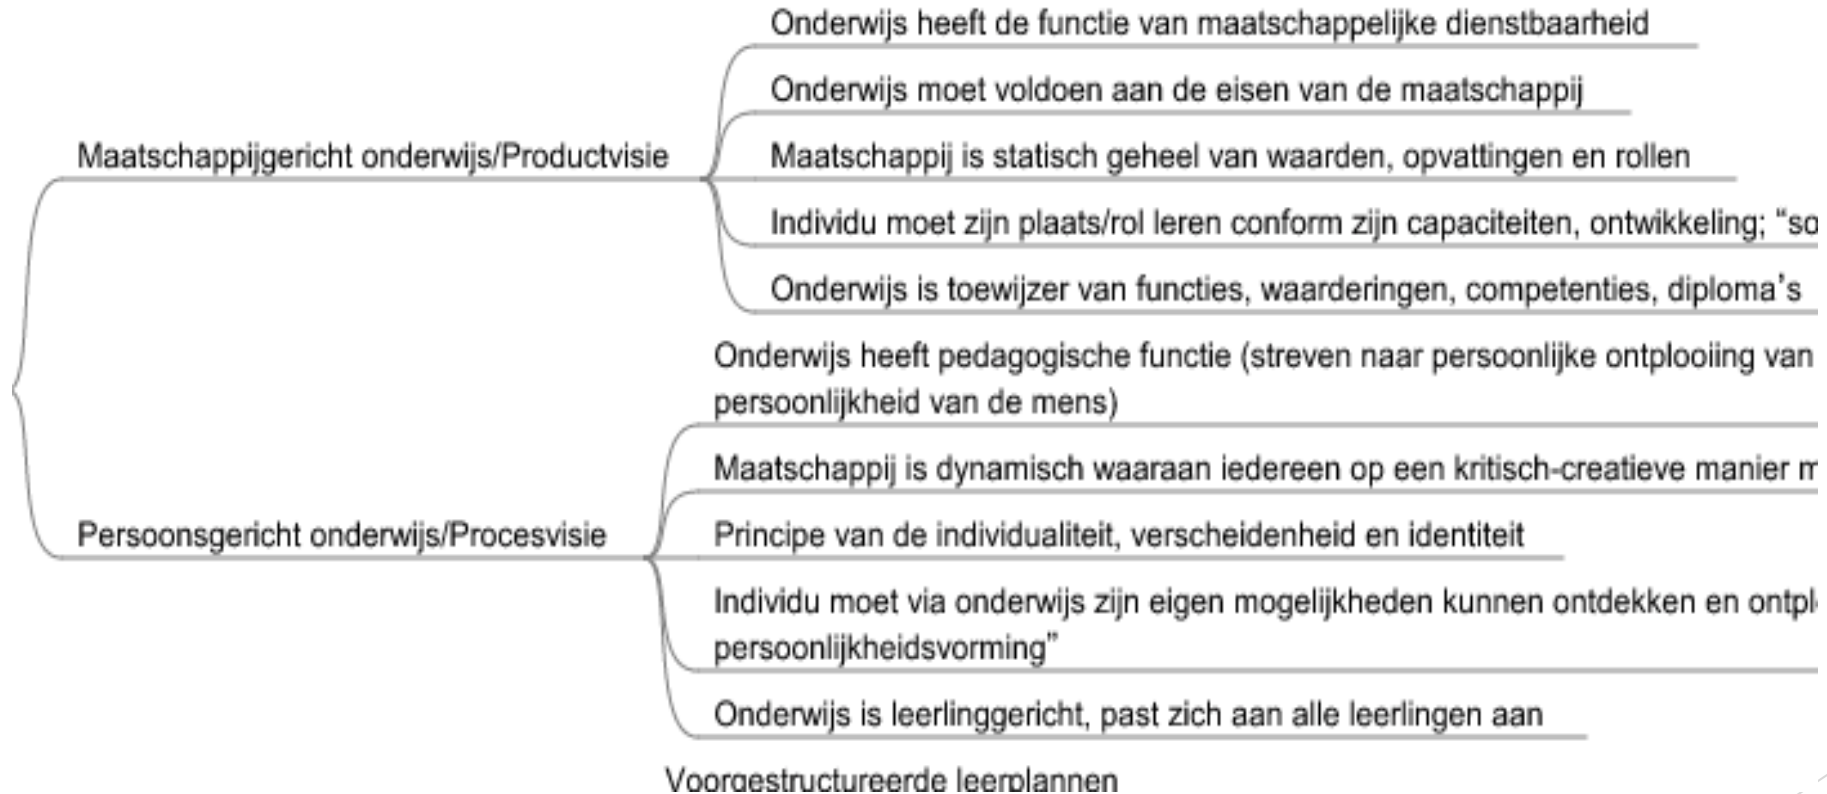 Onderwijs heeft de functie van maatschappelijke dienstbaarheid
Onderwijs moet voldoen aan de eisen van de maatschappij
Maatschappijgericht onderwijs/Productvisie
Maatschappij is statisch geheel van waarden, opvattingen en rollen
Individu moet zijn plaats/rol leren conform zijn capaciteiten, ontwikkeling; “so
Onderwijs is toewijzer van functies, waarderingen, competenties, diploma’s
Onderwijs heeft pedagogische functie (streven naar persoonlijke ontplooiing van
persoonlijkheid van de mens)
Maatschappij is dynamisch waaraan iedereen op een kritisch-creatieve manier
Persoonsgericht onderwijs/Procesvisie
Principe van de individualiteit, verscheidenheid en identiteit
Individu moet via onderwijs zijn eigen mogelijkheden kunnen ontdekken en ontpl
persoonlijkheidsvorming”
Onderwijs is leerlinggericht, past zich aan alle leerlingen aan
Voorgestructureerde leerplannen